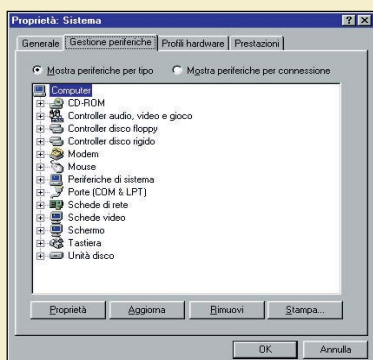 Proprietà: Sistema
Generale Gestione periferiche Profili hardware Prestazioni
Mostra periferiche per tipo Mostra periferiche per connessione
Computer
CD-ROM
Controller audio, video e gioco
Controller disco floppy
Controller disco rigido
Modem
Mouse
Periferiche di sistema
Porte (COM & LPT)
Schede di rete
Schede video
Schermo
Tastiera
Unità disco
Proprietà Aggiorna Rimuovi Stampa...
OK Annulla